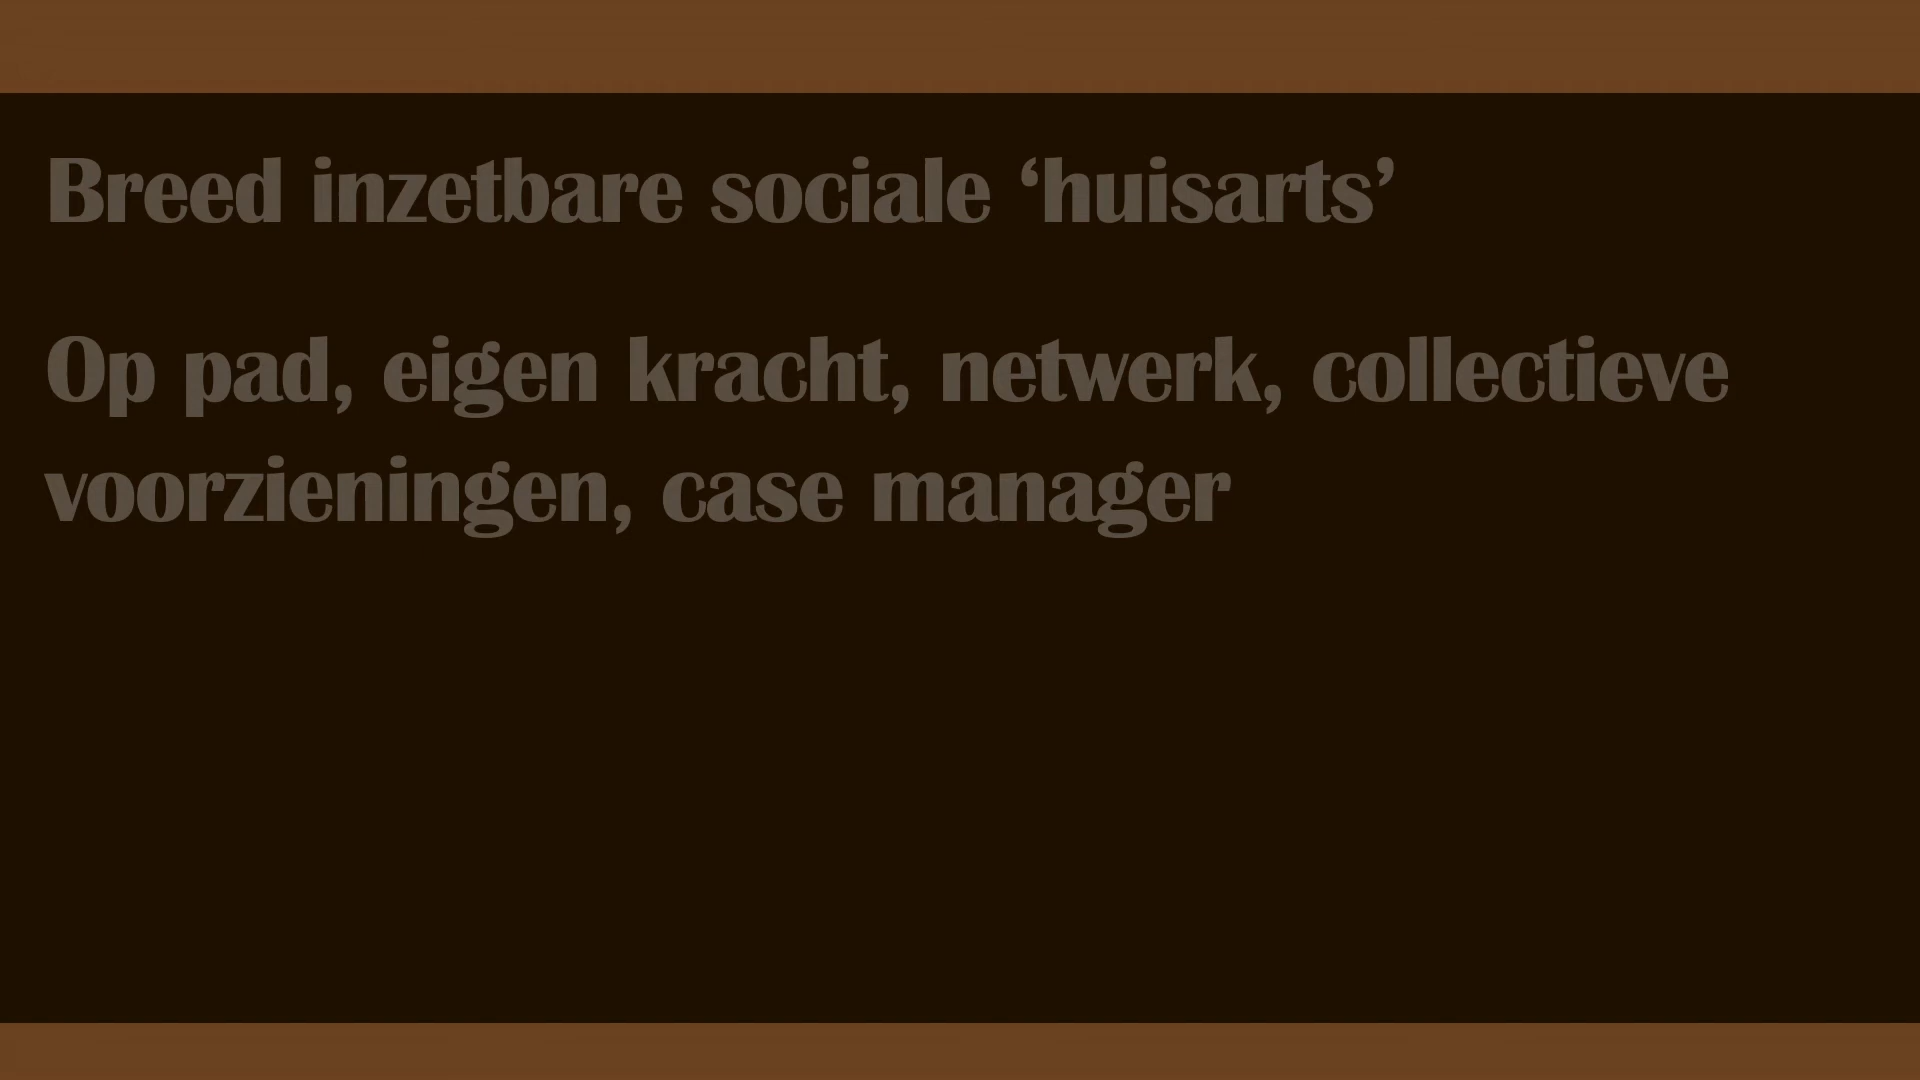 Breed inzetbare sociale ‘huisarts’
Op pad, eigen kracht, netwerk, collectieve
voorzieningen, case manager